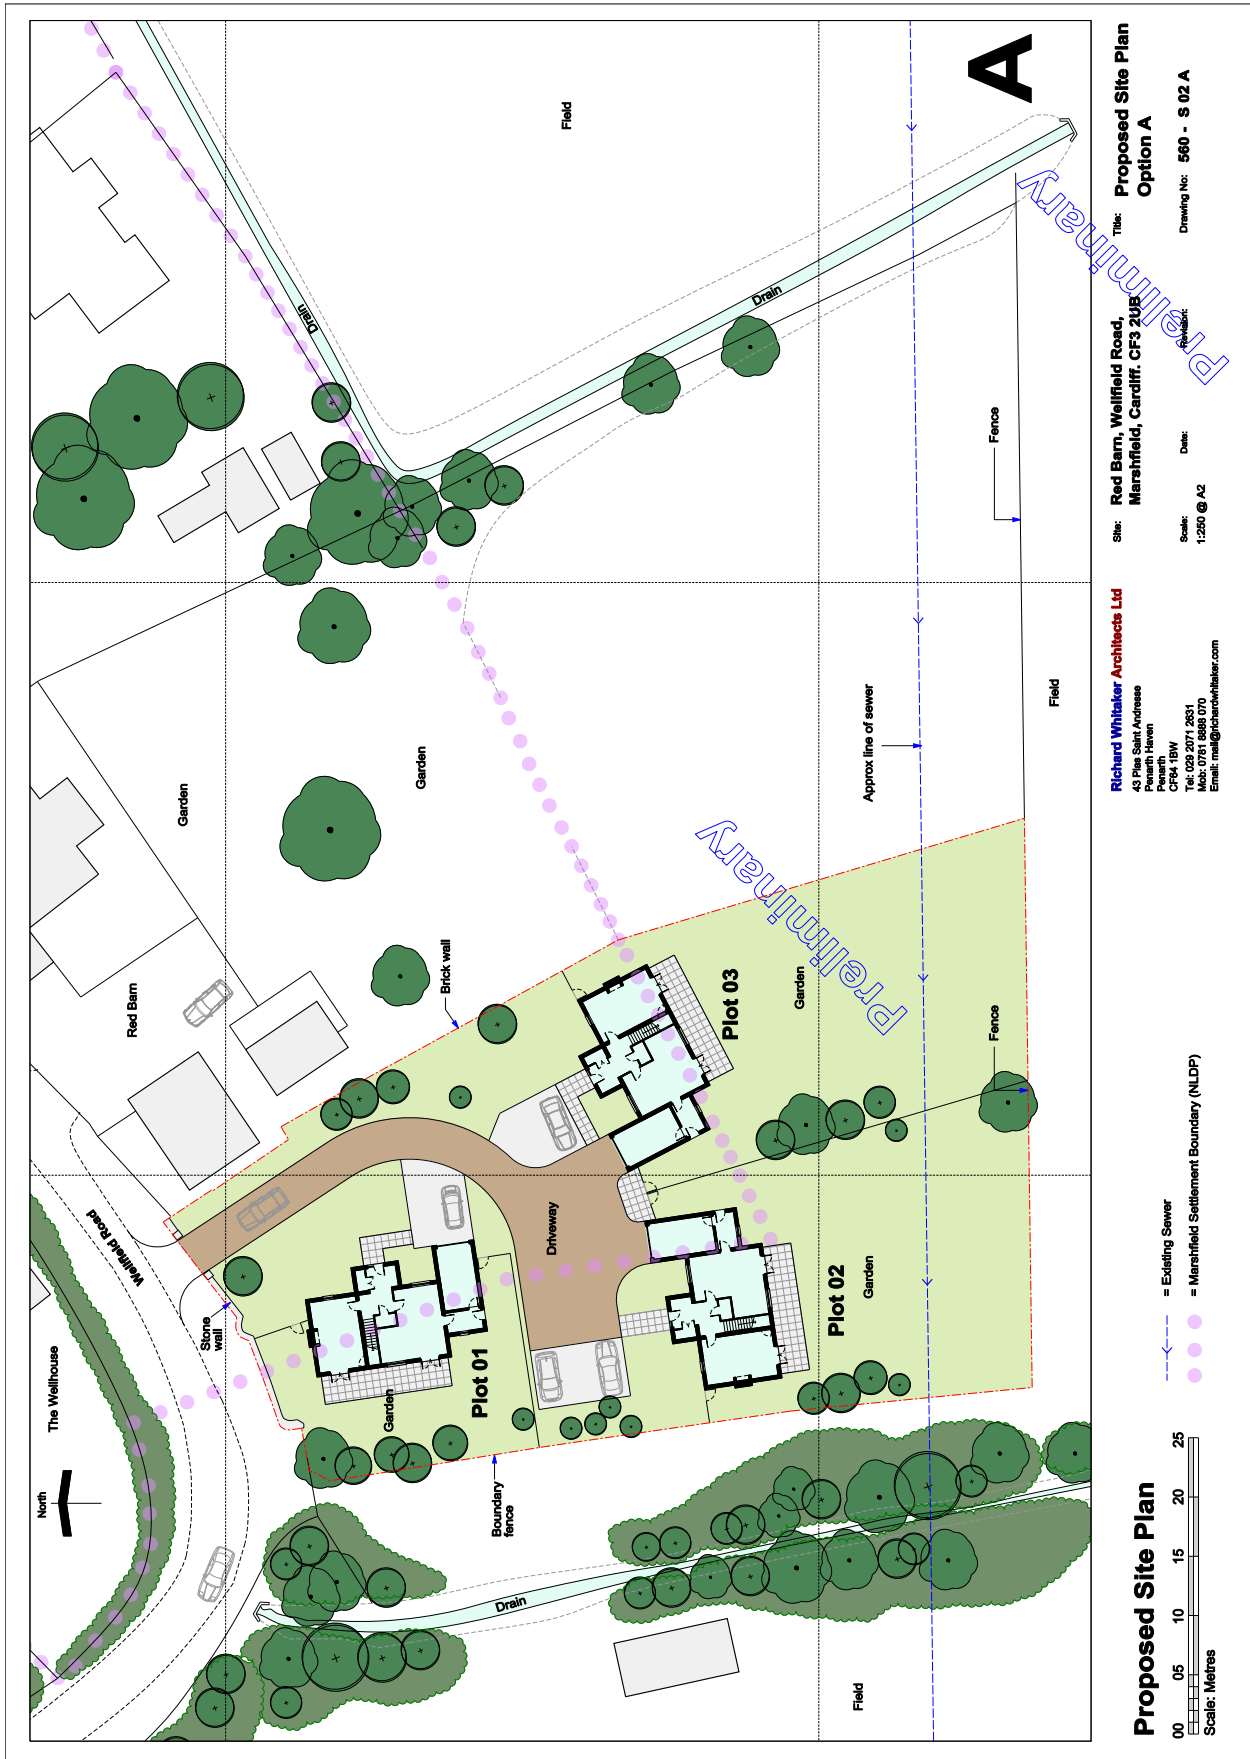 North
The Wellhouse
Wellfield Road
Stone
wall
Red Barn
Garden
Garden
Brick wall
Field
Drain
Drain
A
Preliminary
Fence
Approx line of sewer
Field
Preliminary
Garden
Plot 03
Fence
Driveway
Plot 01
Garden
Plot 02
Garden
Boundary
fence
Drain
Field
Proposed Site Plan
00 05 10 15 20 25
Scale: Metres
= Existing Sewer
= Marshfield Settlement Boundary (NLDP)
Richard Whitaker Architects Ltd
43 Plas Saint Andresse
Penarth Haven
Penarth
CF64 1BW
Tel: 029 2071 2631
Mob: 0781 8888 070
Email: mail@richardwhitaker.com
Site: Red Barn, Wellfield Road,
Marshfield, Cardiff. CF3 2UB
Title: Proposed Site Plan
Option A
Scale:
1:250 @ A2
Date:
Revision:
Drawing No: 560 - S 02 A